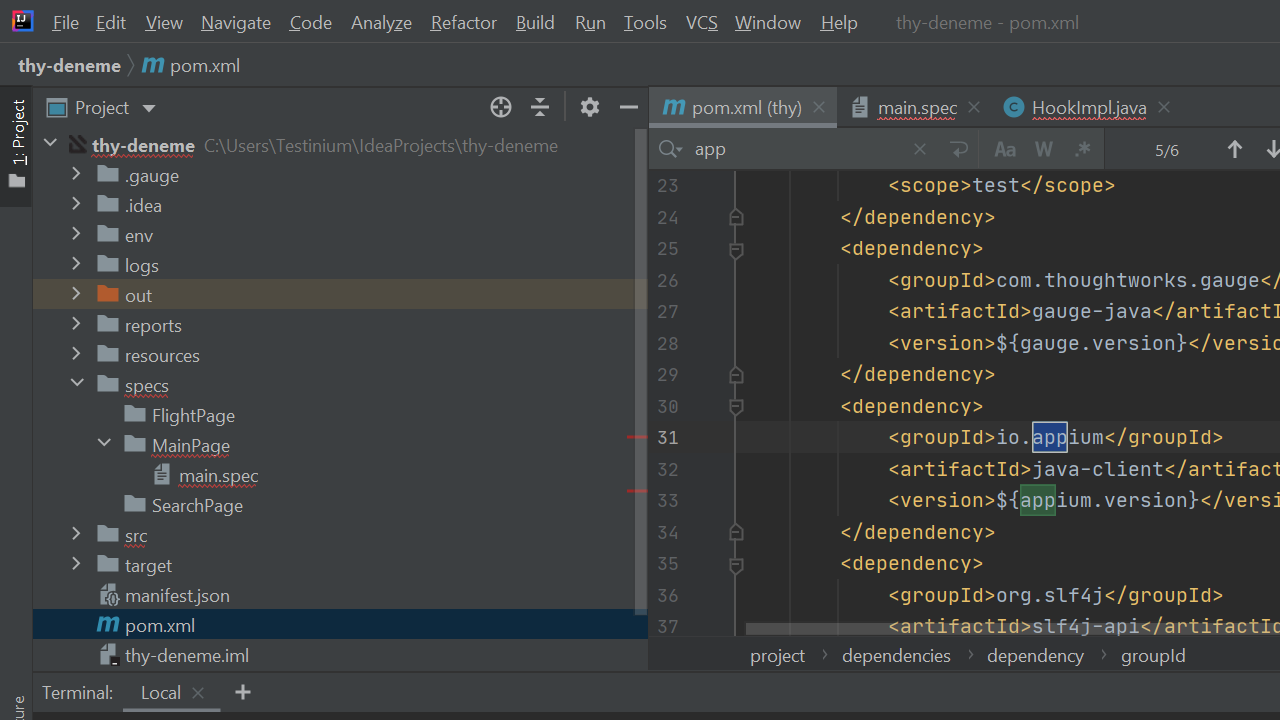 File Edit View Navigate Code Analyze Refactor Build Run Tools VCS Window Help thy-deneme - pom.xml
thy-deneme pom.xml
1: Project
Project
thy-deneme C:\Users\Testinium\IdeaProjects\thy-deneme
.gauge
.idea
env
logs
out
reports
resources
specs
FlightPage
MainPage
main.spec
SearchPage
src
target
manifest.json
pom.xml
thy-deneme.iml
pom.xml (thy) main.spec HookImpl.java
app Aa W .* 5/6
23 <scope>test</scope>
24 </dependency>
25 <dependency>
26 <groupId>com.thoughtworks.gauge</
27 <artifactId>gauge-java</artifactI
28 <version>${gauge.version}</versio
29 </dependency>
30 <dependency>
31 <groupId>io.appium</groupId>
32 <artifactId>java-client</artifact
33 <version>${appium.version}</versi
34 </dependency>
35 <dependency>
36 <groupId>org.slf4j</groupId>
37 <artifactId>slf4j-api</artifactId
project dependencies dependency groupId
Terminal: Local +